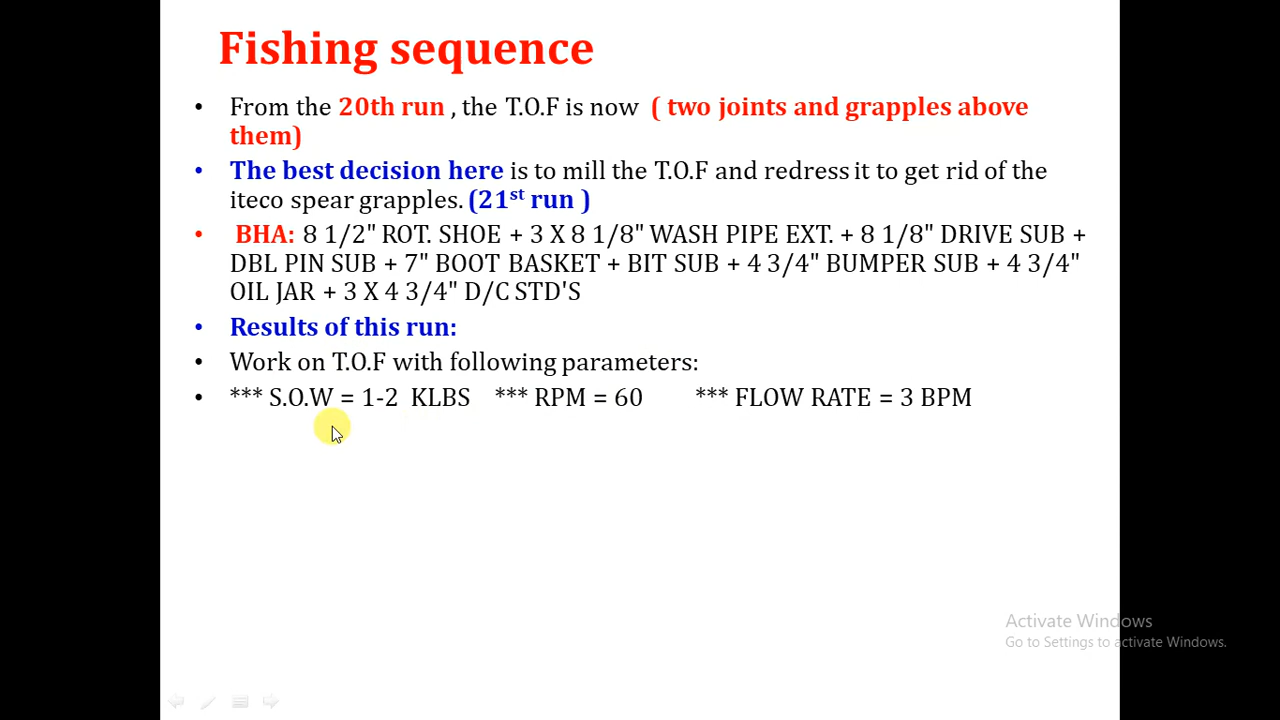 Fishing sequence
• From the 20th run , the T.O.F is now ( two joints and grapples above
them)
• The best decision here is to mill the T.O.F and redress it to get rid of the
iteco spear grapples. (21st run )
• BHA: 8 1/2" ROT. SHOE + 3 X 8 1/8" WASH PIPE EXT. + 8 1/8" DRIVE SUB +
DBL PIN SUB + 7" BOOT BASKET + BIT SUB + 4 3/4" BUMPER SUB + 4 3/4"
OIL JAR + 3 X 4 3/4" D/C STD'S
• Results of this run:
• Work on T.O.F with following parameters:
• *** S.O.W = 1-2 KLBS *** RPM = 60 *** FLOW RATE = 3 BPM
Activate Windows
Go to Settings to activate Windows.